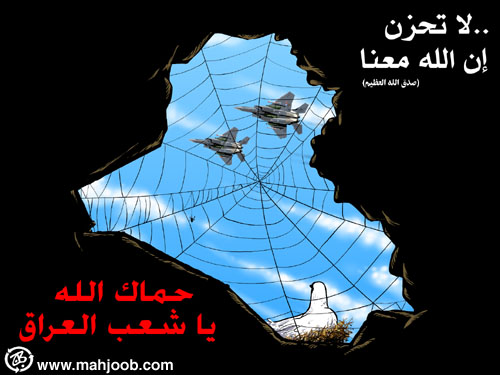 ..لا تحزن
إن الله معنا
(صدق الله العظيم)
حماك الله
يا شعب العراق
www.mahjoob.com